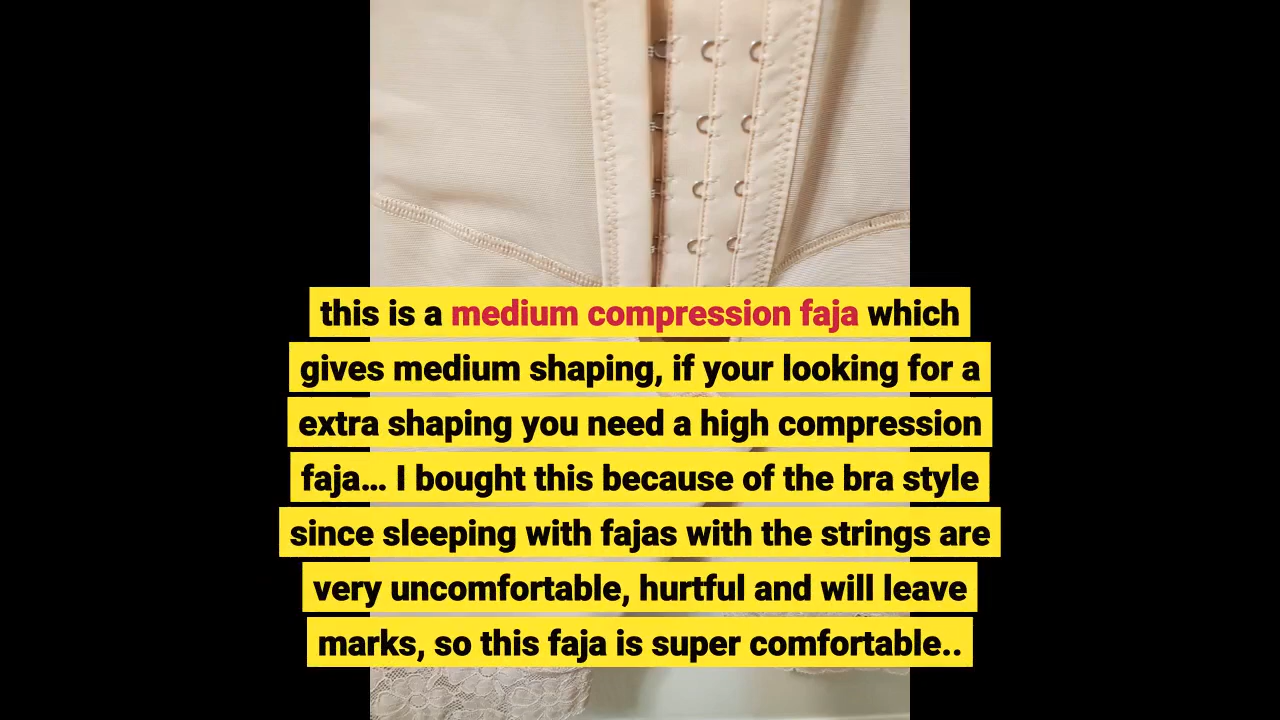 this is a medium compression faja which
gives medium shaping, if your looking for a
extra shaping you need a high compression
faja... I bought this because of the bra style
since sleeping with fajas with the strings are
very uncomfortable, hurtful and will leave
marks, so this faja is super comfortable..